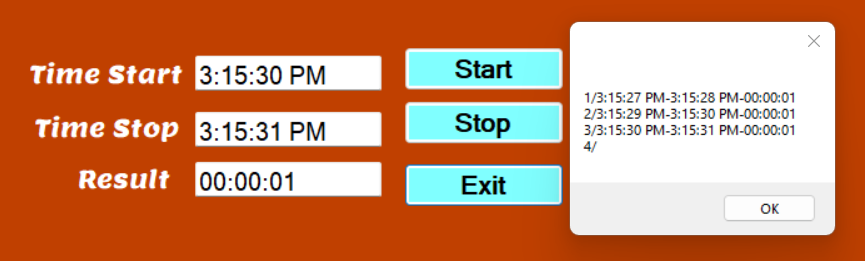 Time Start 3:15:30 PM Start
Time Stop 3:15:31 PM Stop
Result 00:00:01 Exit
1/3:15:27 PM-3:15:28 PM-00:00:01
2/3:15:29 PM-3:15:30 PM-00:00:01
3/3:15:30 PM-3:15:31 PM-00:00:01
4/
OK